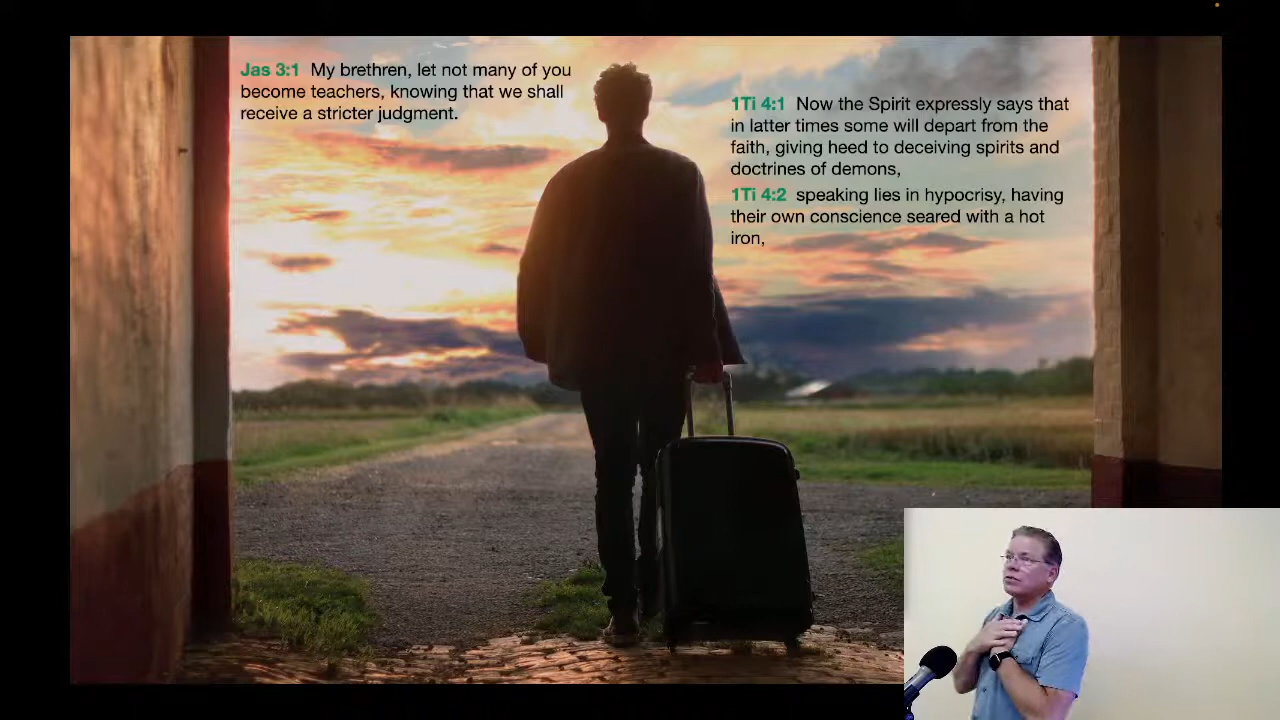 Jas 3:1 My brethren, let not many of you
become teachers, knowing that we shall
receive a stricter judgment.
1Ti 4:1 Now the Spirit expressly says that
in latter times some will depart from the
faith, giving heed to deceiving spirits and
doctrines of demons,
1Ti 4:2 speaking lies in hypocrisy, having
their own conscience seared with a hot
iron,